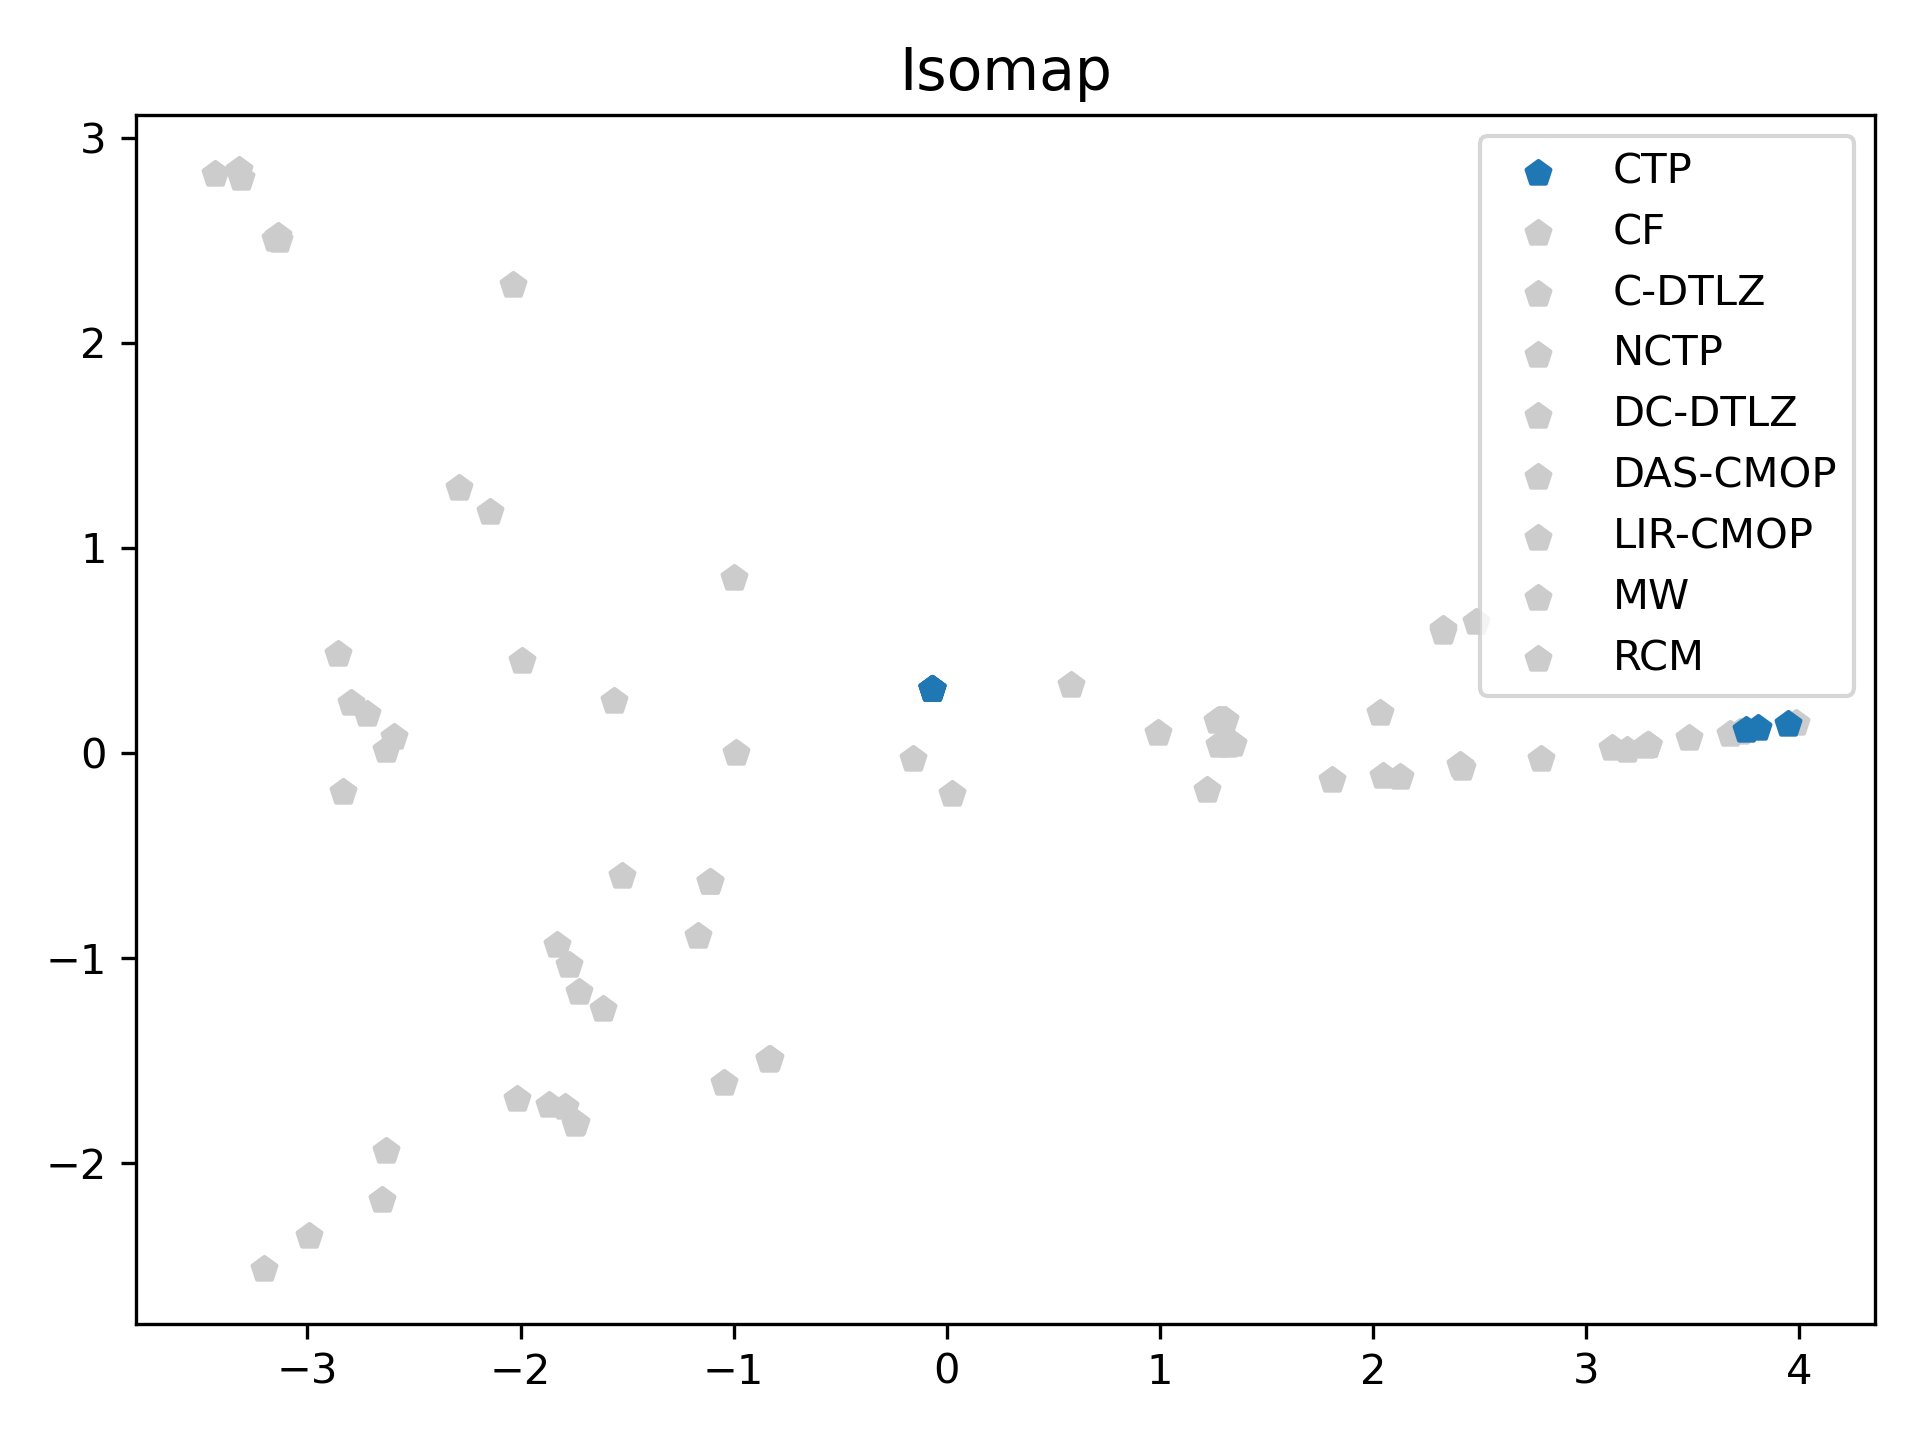 Isomap
3
2
1
0
−1
−2
−3
−2
−1
0
1
2
3
4
CTP
CF
C-DTLZ
NCTP
DC-DTLZ
DAS-CMOP
LIR-CMOP
MW
RCM